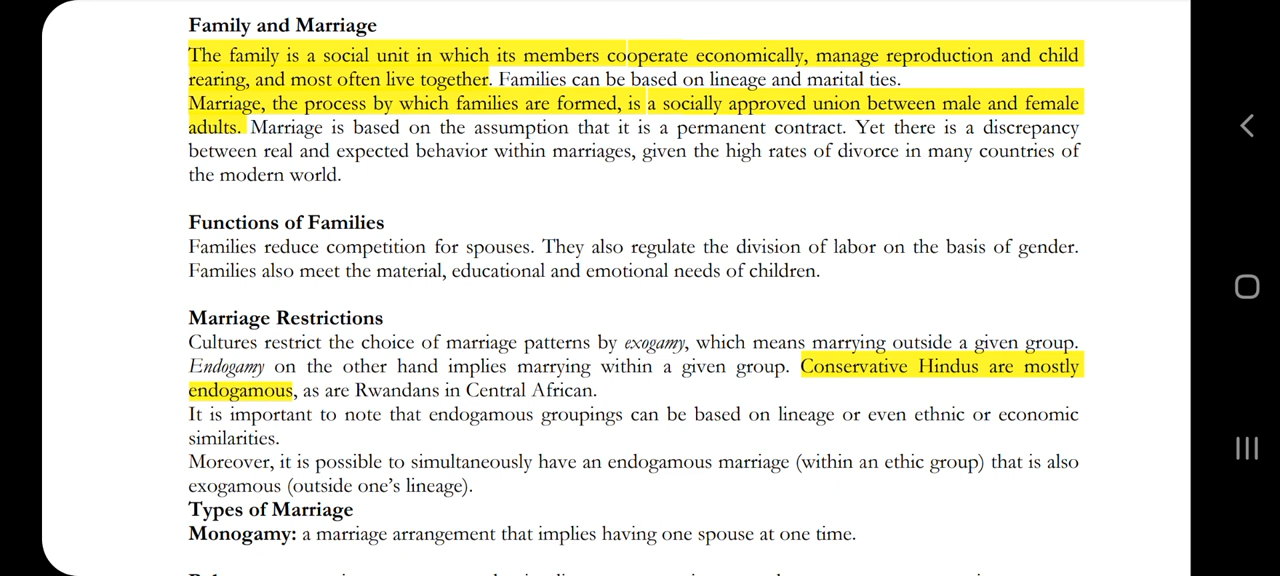 Family and Marriage
The family is a social unit in which its members cooperate economically, manage reproduction and child
rearing, and most often live together. Families can be based on lineage and marital ties.
Marriage, the process by which families are formed, is a socially approved union between male and female
adults. Marriage is based on the assumption that it is a permanent contract. Yet there is a discrepancy
between real and expected behavior within marriages, given the high rates of divorce in many countries of
the modern world.
Functions of Families
Families reduce competition for spouses. They also regulate the division of labor on the basis of gender.
Families also meet the material, educational and emotional needs of children.
Marriage Restrictions
Cultures restrict the choice of marriage patterns by exogamy, which means marrying outside a given group.
Endogamy on the other hand implies marrying within a given group. Conservative Hindus are mostly
endogamous, as are Rwandans in Central African.
It is important to note that endogamous groupings can be based on lineage or even ethnic or economic
similarities.
Moreover, it is possible to simultaneously have an endogamous marriage (within an ethic group) that is also
exogamous (outside one's lineage).
Types of Marriage
Monogamy: a marriage arrangement that implies having one spouse at one time.